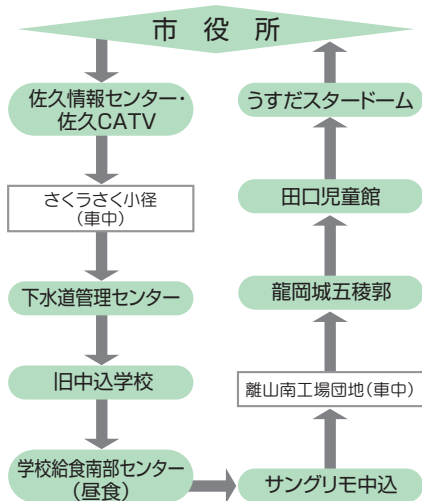 市役所
佐久情報センター・
佐久CATV
さくうさく小径
(車中)
下水道管理センター
旧中込学校
学校給食南部センター
(昼食)
サングリモ中込
離山南工場団地(車中)
龍岡城五稜郭
田口児童館
うすだスタードーム